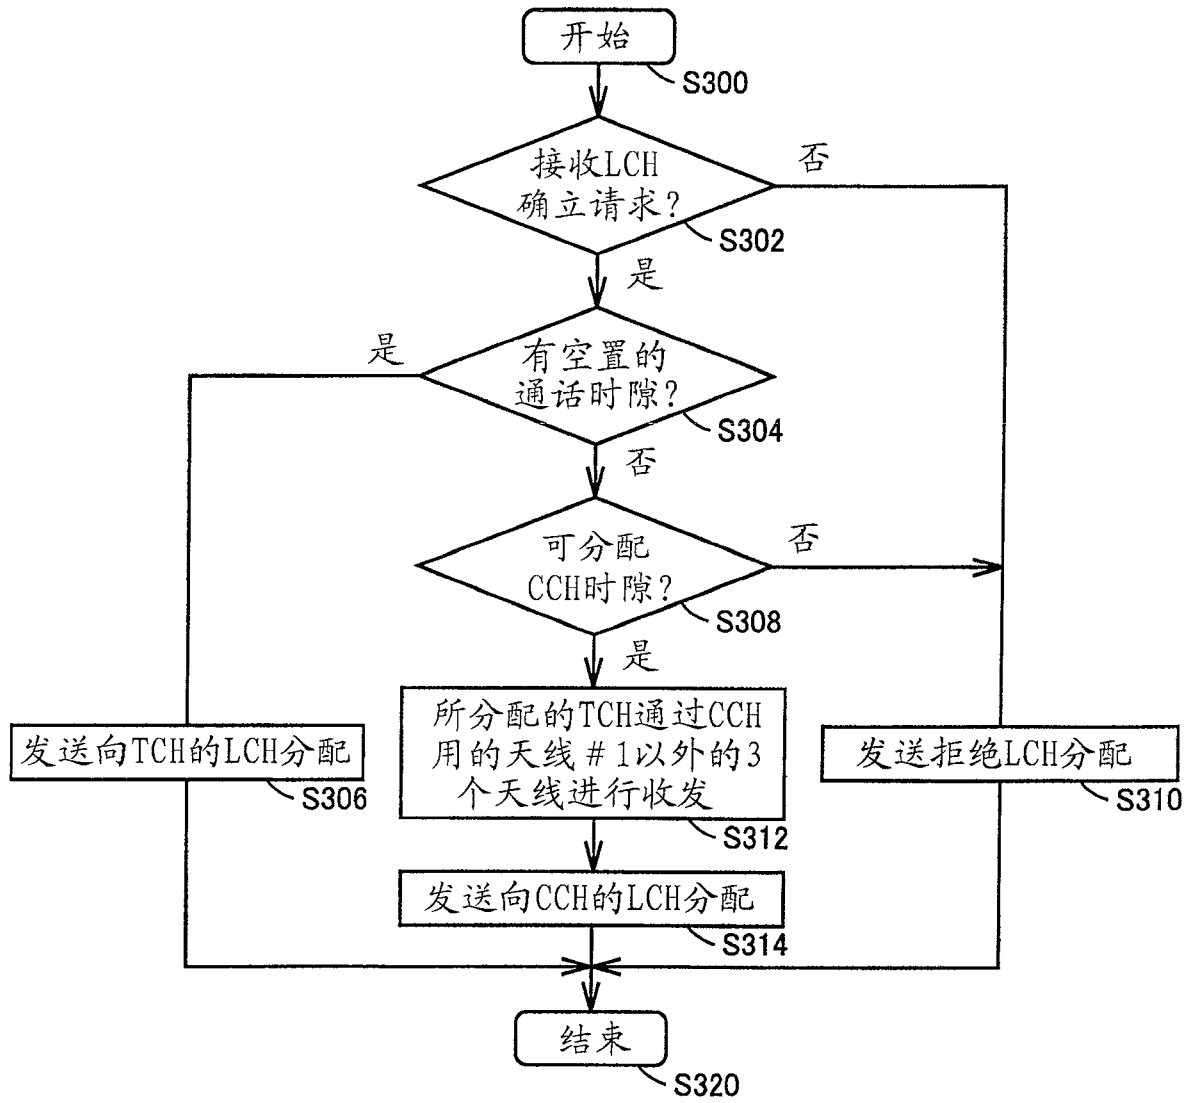 开始
S300
接收LCH
确立请求？
否
S302
是
有空置的
通话时隙？
是
S304
否
可分配
CCH时隙？
否
S308
是
所分配的TCH通过CCH
用的天线＃1以外的3
个天线进行收发
S312
发送向TCH的LCH分配
S306
发送拒绝LCH分配
S310
发送向CCH的LCH分配
S314
结束
S320